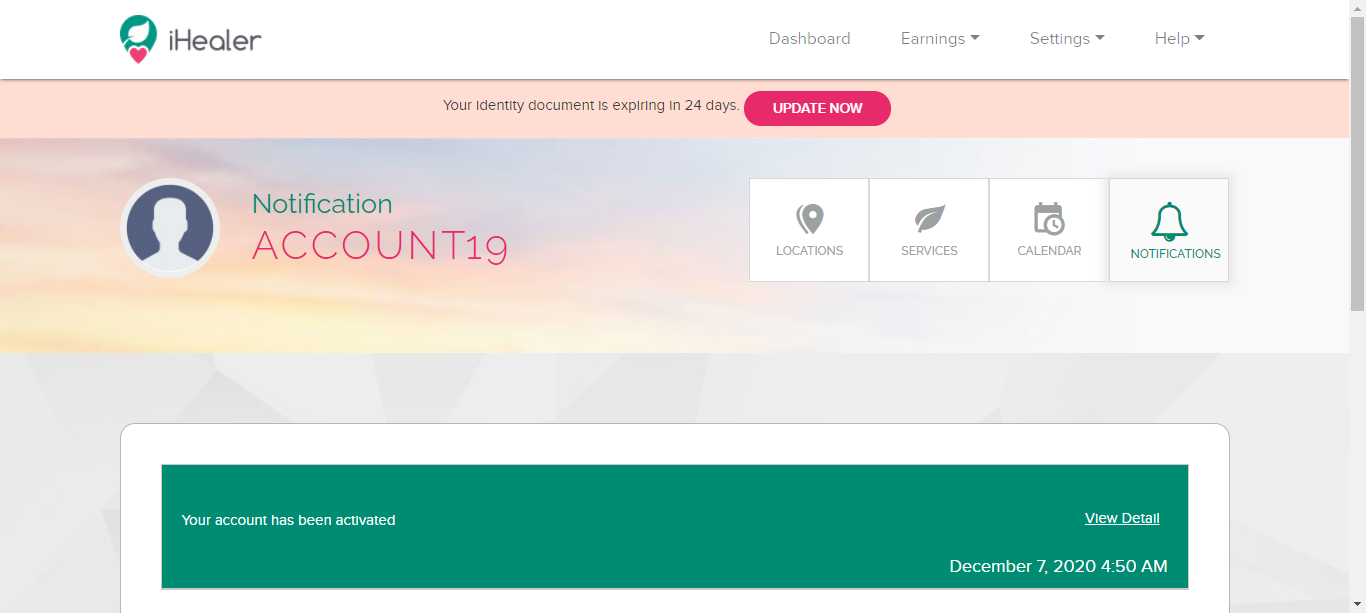 iHealer
Dashboard
Earnings
Settings
Help
Your identity document is expiring in 24 days.
UPDATE NOW
Notification
ACCOUNT19
LOCATIONS
SERVICES
CALENDAR
NOTIFICATIONS
Your account has been activated
View Detail
December 7, 2020 4:50 AM